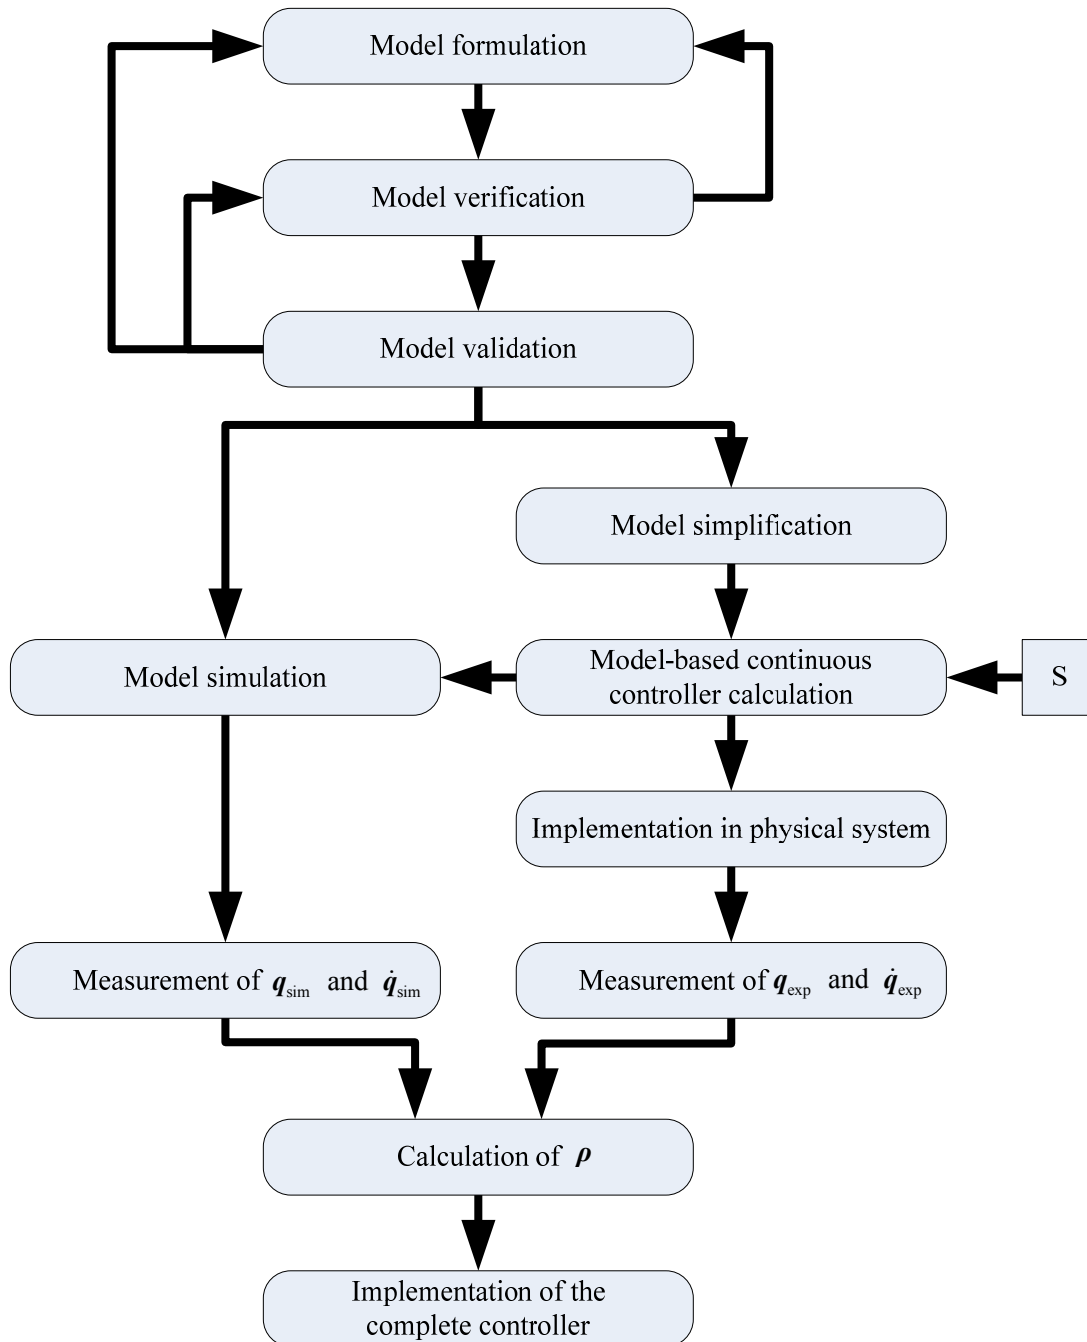 Model formulation
Model verification
Model validation
Model simplification
Model simulation
Model-based continuous
controller calculation
S
Implementation in physical system
Measurement of q_sim and q̇_sim
Measurement of q_exp and q̇_exp
Calculation of ρ
Implementation of the
complete controller